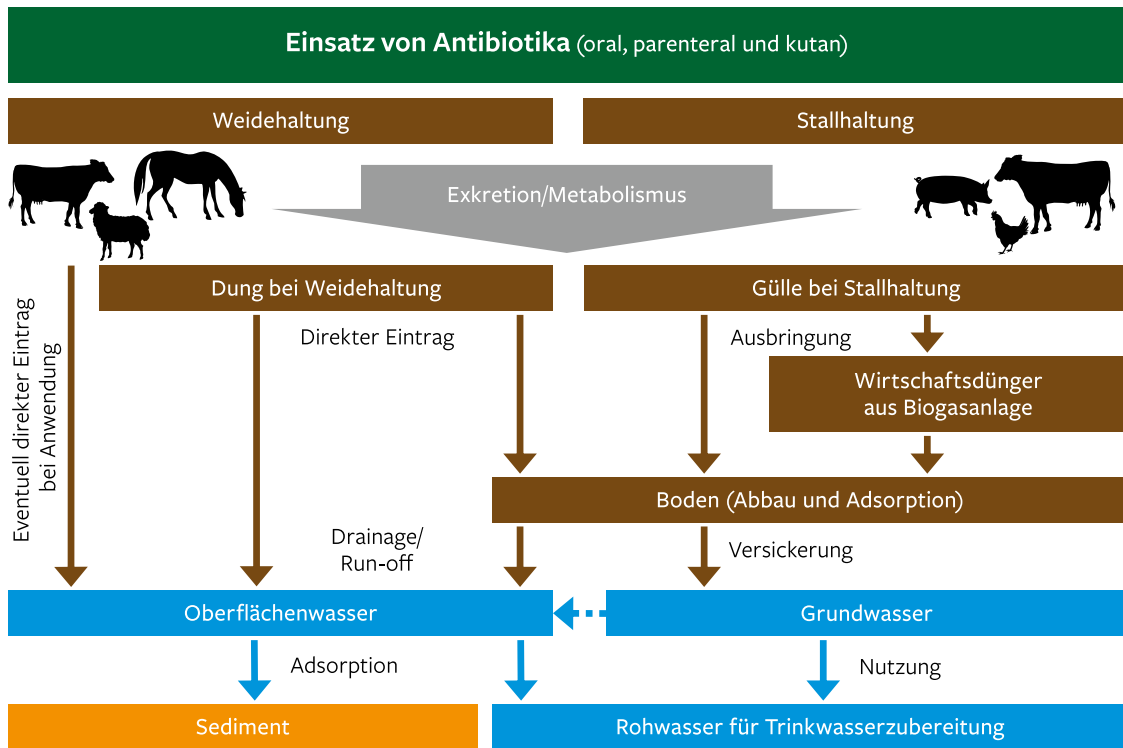 Einsatz von Antibiotika (oral, parenteral und kutan)
Weidehaltung
Stallhaltung
Exkretion/Metabolismus
Dung bei Weidehaltung
Gülle bei Stallhaltung
Eventuell direkter Eintrag
bei Anwendung
Direkter Eintrag
Ausbringung
Wirtschaftsdünger
aus Biogasanlage
Boden (Abbau und Adsorption)
Drainage/
Run-off
Versickerung
Oberflächenwasser
Grundwasser
Adsorption
Nutzung
Sediment
Rohwasser für Trinkwasserzubereitung